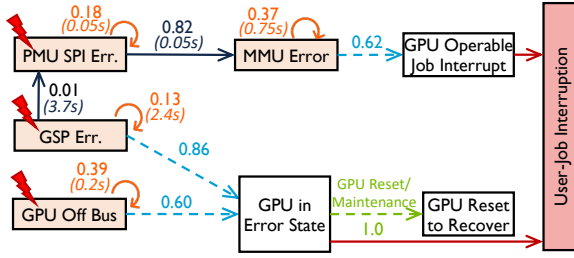 0.18
(0.05s)
PMU SPI Err.
0.82
(0.05s)
0.37
(0.75s)
MMU Error
0.62
GPU Operable
Job Interrupt
User-Job Interruption
0.01
(3.7s)
0.13
(2.4s)
GSP Err.
0.86
0.39
(0.2s)
GPU Off Bus
0.60
GPU in
Error State
GPU Reset/
Maintenance
1.0
GPU Reset
to Recover